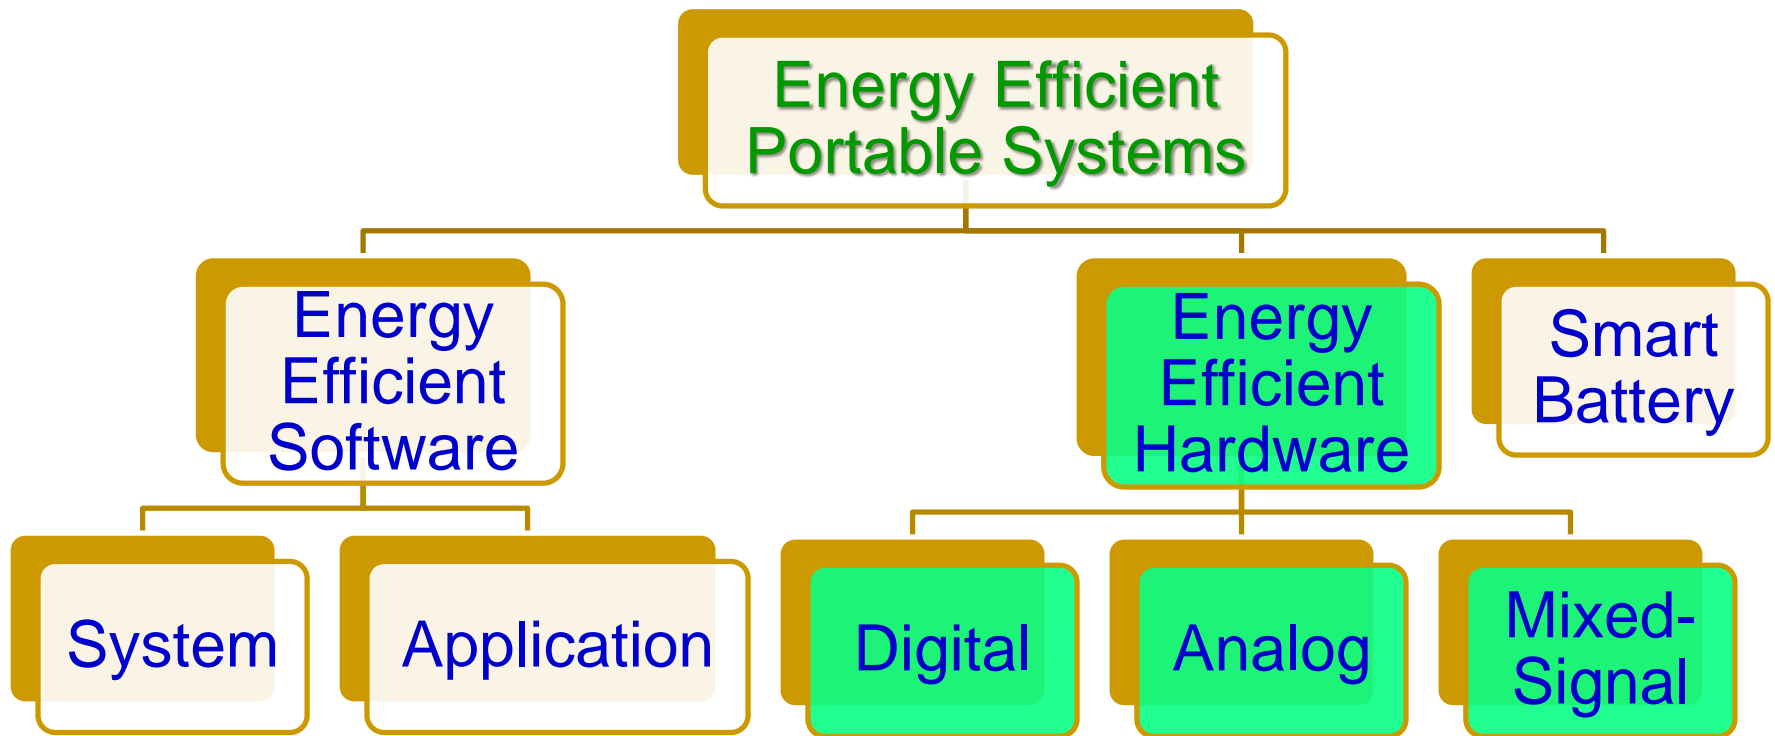 Energy Efficient
Portable Systems
Energy
Efficient
Software
Energy
Efficient
Hardware
Smart
Battery
System
Application
Digital
Analog
Mixed-
Signal